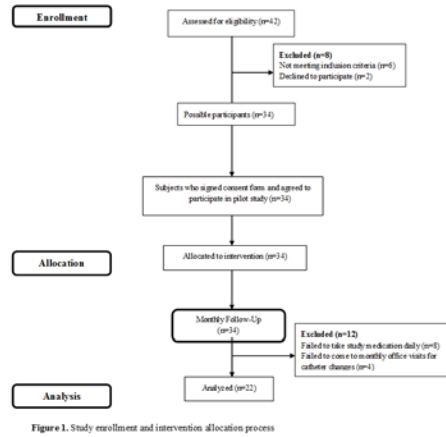 Enrollment
Assessed for eligibility (n=42)
Excluded (n=8)
Not meeting inclusion criteria (n=6)
Declined to participate (n=2)
Possible participants (n=34)
Subjects who signed consent form and agreed to
participate in pilot study (n=34)
Allocation
Allocated to intervention (n=34)
Monthly Follow-Up
(n=34)
Excluded (n=12)
Failed to take study medication daily (n=8)
Failed to come to monthly office visits for
catheter changes (n=4)
Analyzed (n=22)
Analysis
Figure 1. Study enrollment and intervention allocation process